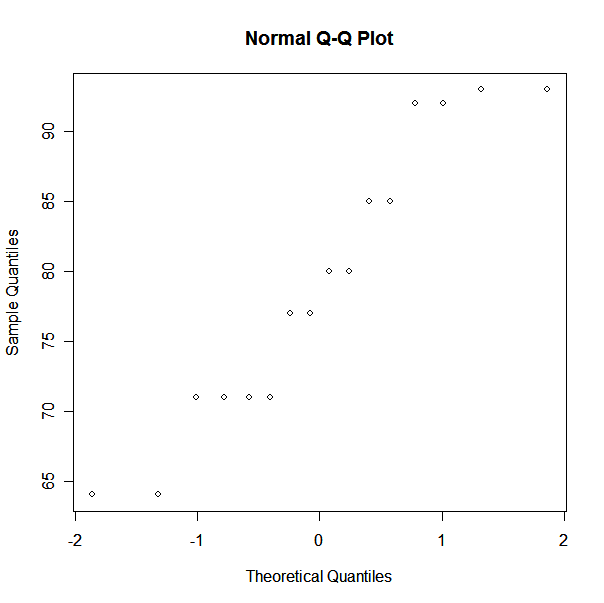 Normal Q-Q Plot
90
85
80
75
70
65
Sample Quantiles
-2 -1 0 1 2
Theoretical Quantiles